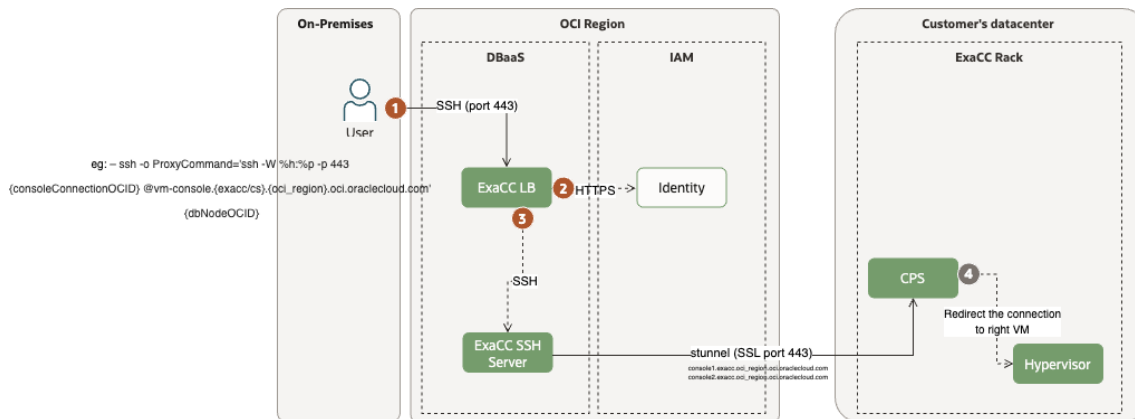 On-Premises
OCI Region
Customer's datacenter
DBaaS
IAM
ExaCC Rack
1
SSH (port 443)
User
eg: – ssh -o ProxyCommand='ssh -W %h:%p -p 443
{consoleConnectionOCID} @vm-console.{exacc/cs}.{oci_region}.oci.oraclecloud.com'
{dbNodeOCID}
ExaCC LB
2
HTTPS
Identity
3
SSH
CPS
4
Redirect the connection
to right VM
ExaCC SSH
Server
stunnel (SSL port 443)
console1.exacc.oci_region.oci.oraclecloud.com
console2.exacc.oci_region.oci.oraclecloud.com
Hypervisor